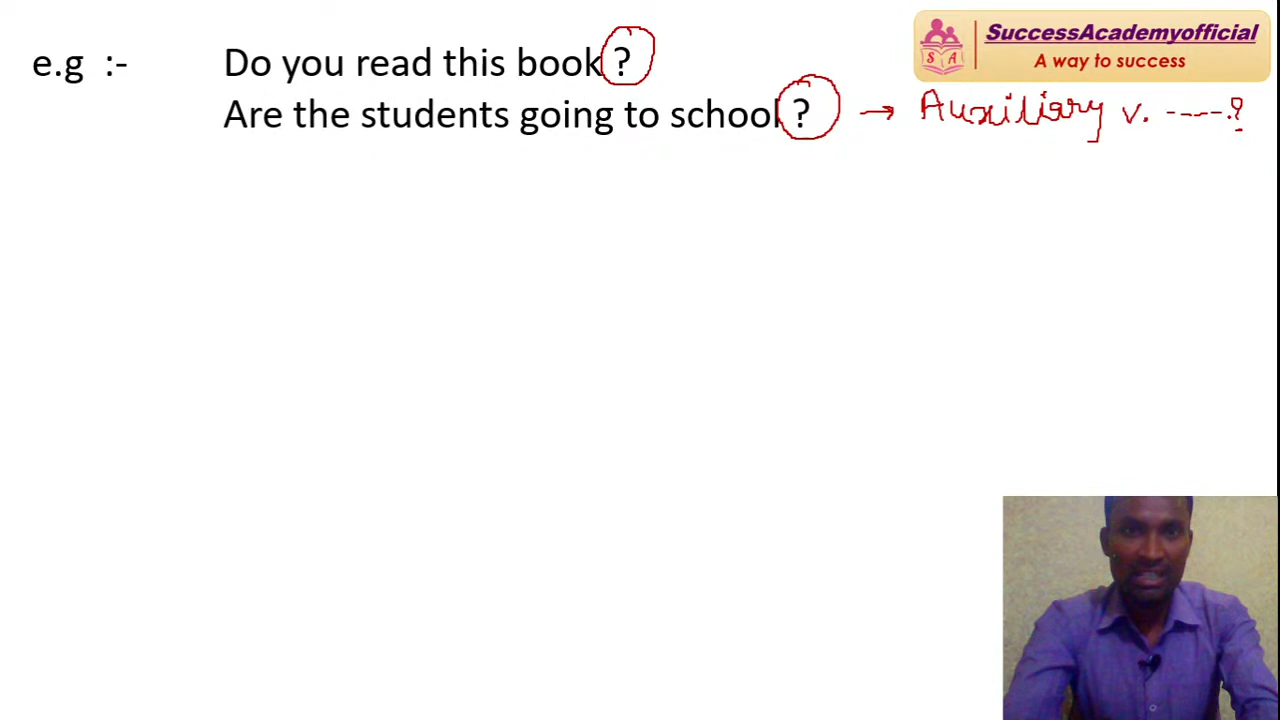 e.g :- Do you read this book ?
Are the students going to school ? → Auxiliary v. ----.?
SuccessAcademyofficial
S A
A way to success